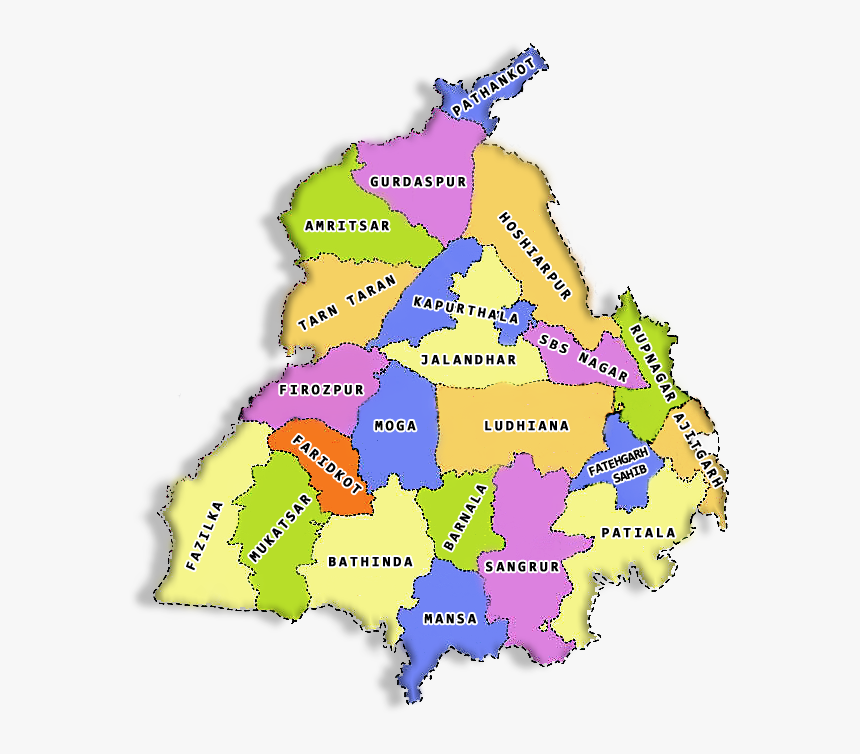 PATHANKOT
GURDASPUR
AMRITSAR
HOSHIARPUR
TARN TARAN
KAPURTHALA
SBS NAGAR
RUPNAGAR
JALANDHAR
FIROZPUR
MOGA
LUDHIANA
AJITGARH
FARIDKOT
FATEHGARH
SAHIB
FAZILKA
MUKATSAR
BARNALA
PATIALA
BATHINDA
SANGRUR
MANSA